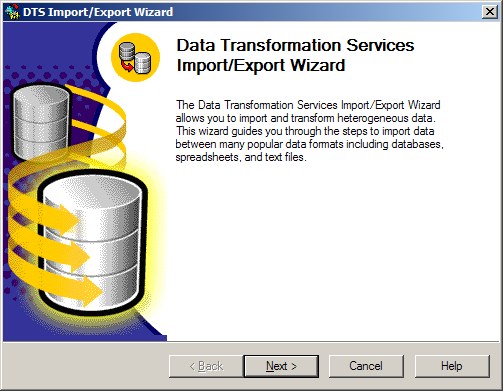 DTS Import/Export Wizard
Data Transformation Services
Import/Export Wizard
The Data Transformation Services Import/Export Wizard
allows you to import and transform heterogeneous data.
This wizard guides you through the steps to import data
between many popular data formats including databases,
spreadsheets, and text files.
< Back
Next >
Cancel
Help